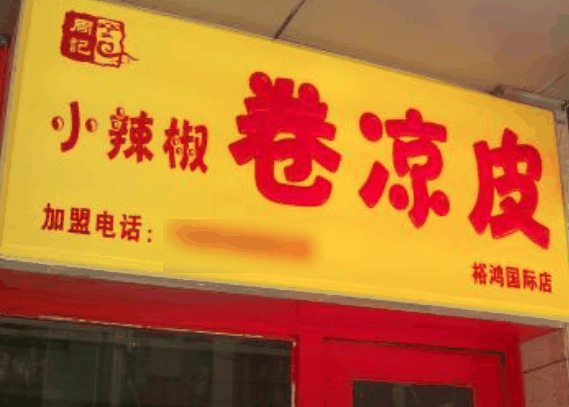 周記
小辣椒 卷凉皮
加盟电话：
裕鸿国际店